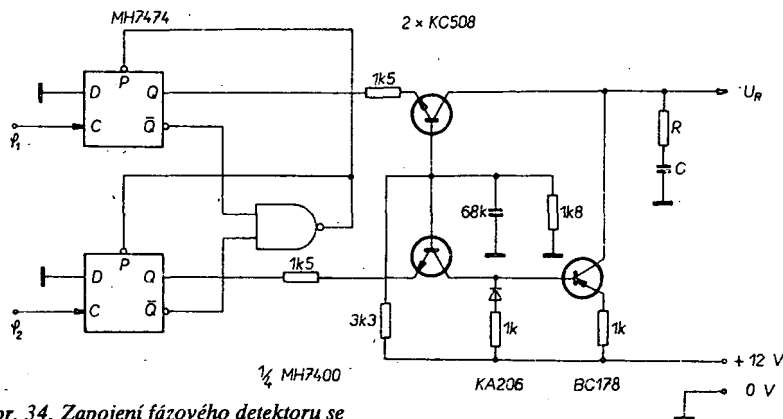 MH7474
2 × KC508
P
D
Q
C
Q̄
φ₁
1k5
U_R
R
C
68k
1k8
P
D
Q
C
Q̄
φ₂
1k5
3k3
1k
1k
+ 12 V
¼ MH7400
KA206
BC178
0 V
br. 34. Zapojení fázového detektoru se